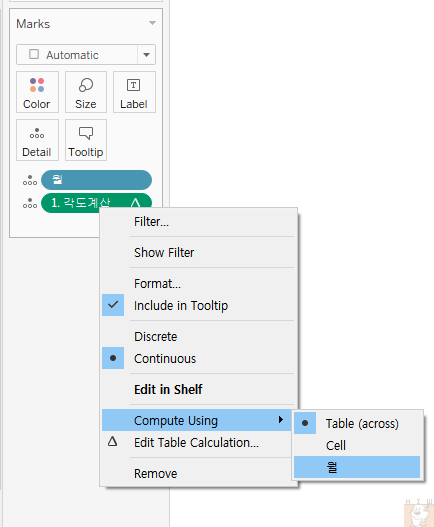 Marks
Automatic
Color Size Label
Detail Tooltip
월
1. 각도계산
Filter...
Show Filter
Format...
Include in Tooltip
Discrete
Continuous
Edit in Shelf
Compute Using
Table (across)
Edit Table Calculation...
Cell
Remove
월